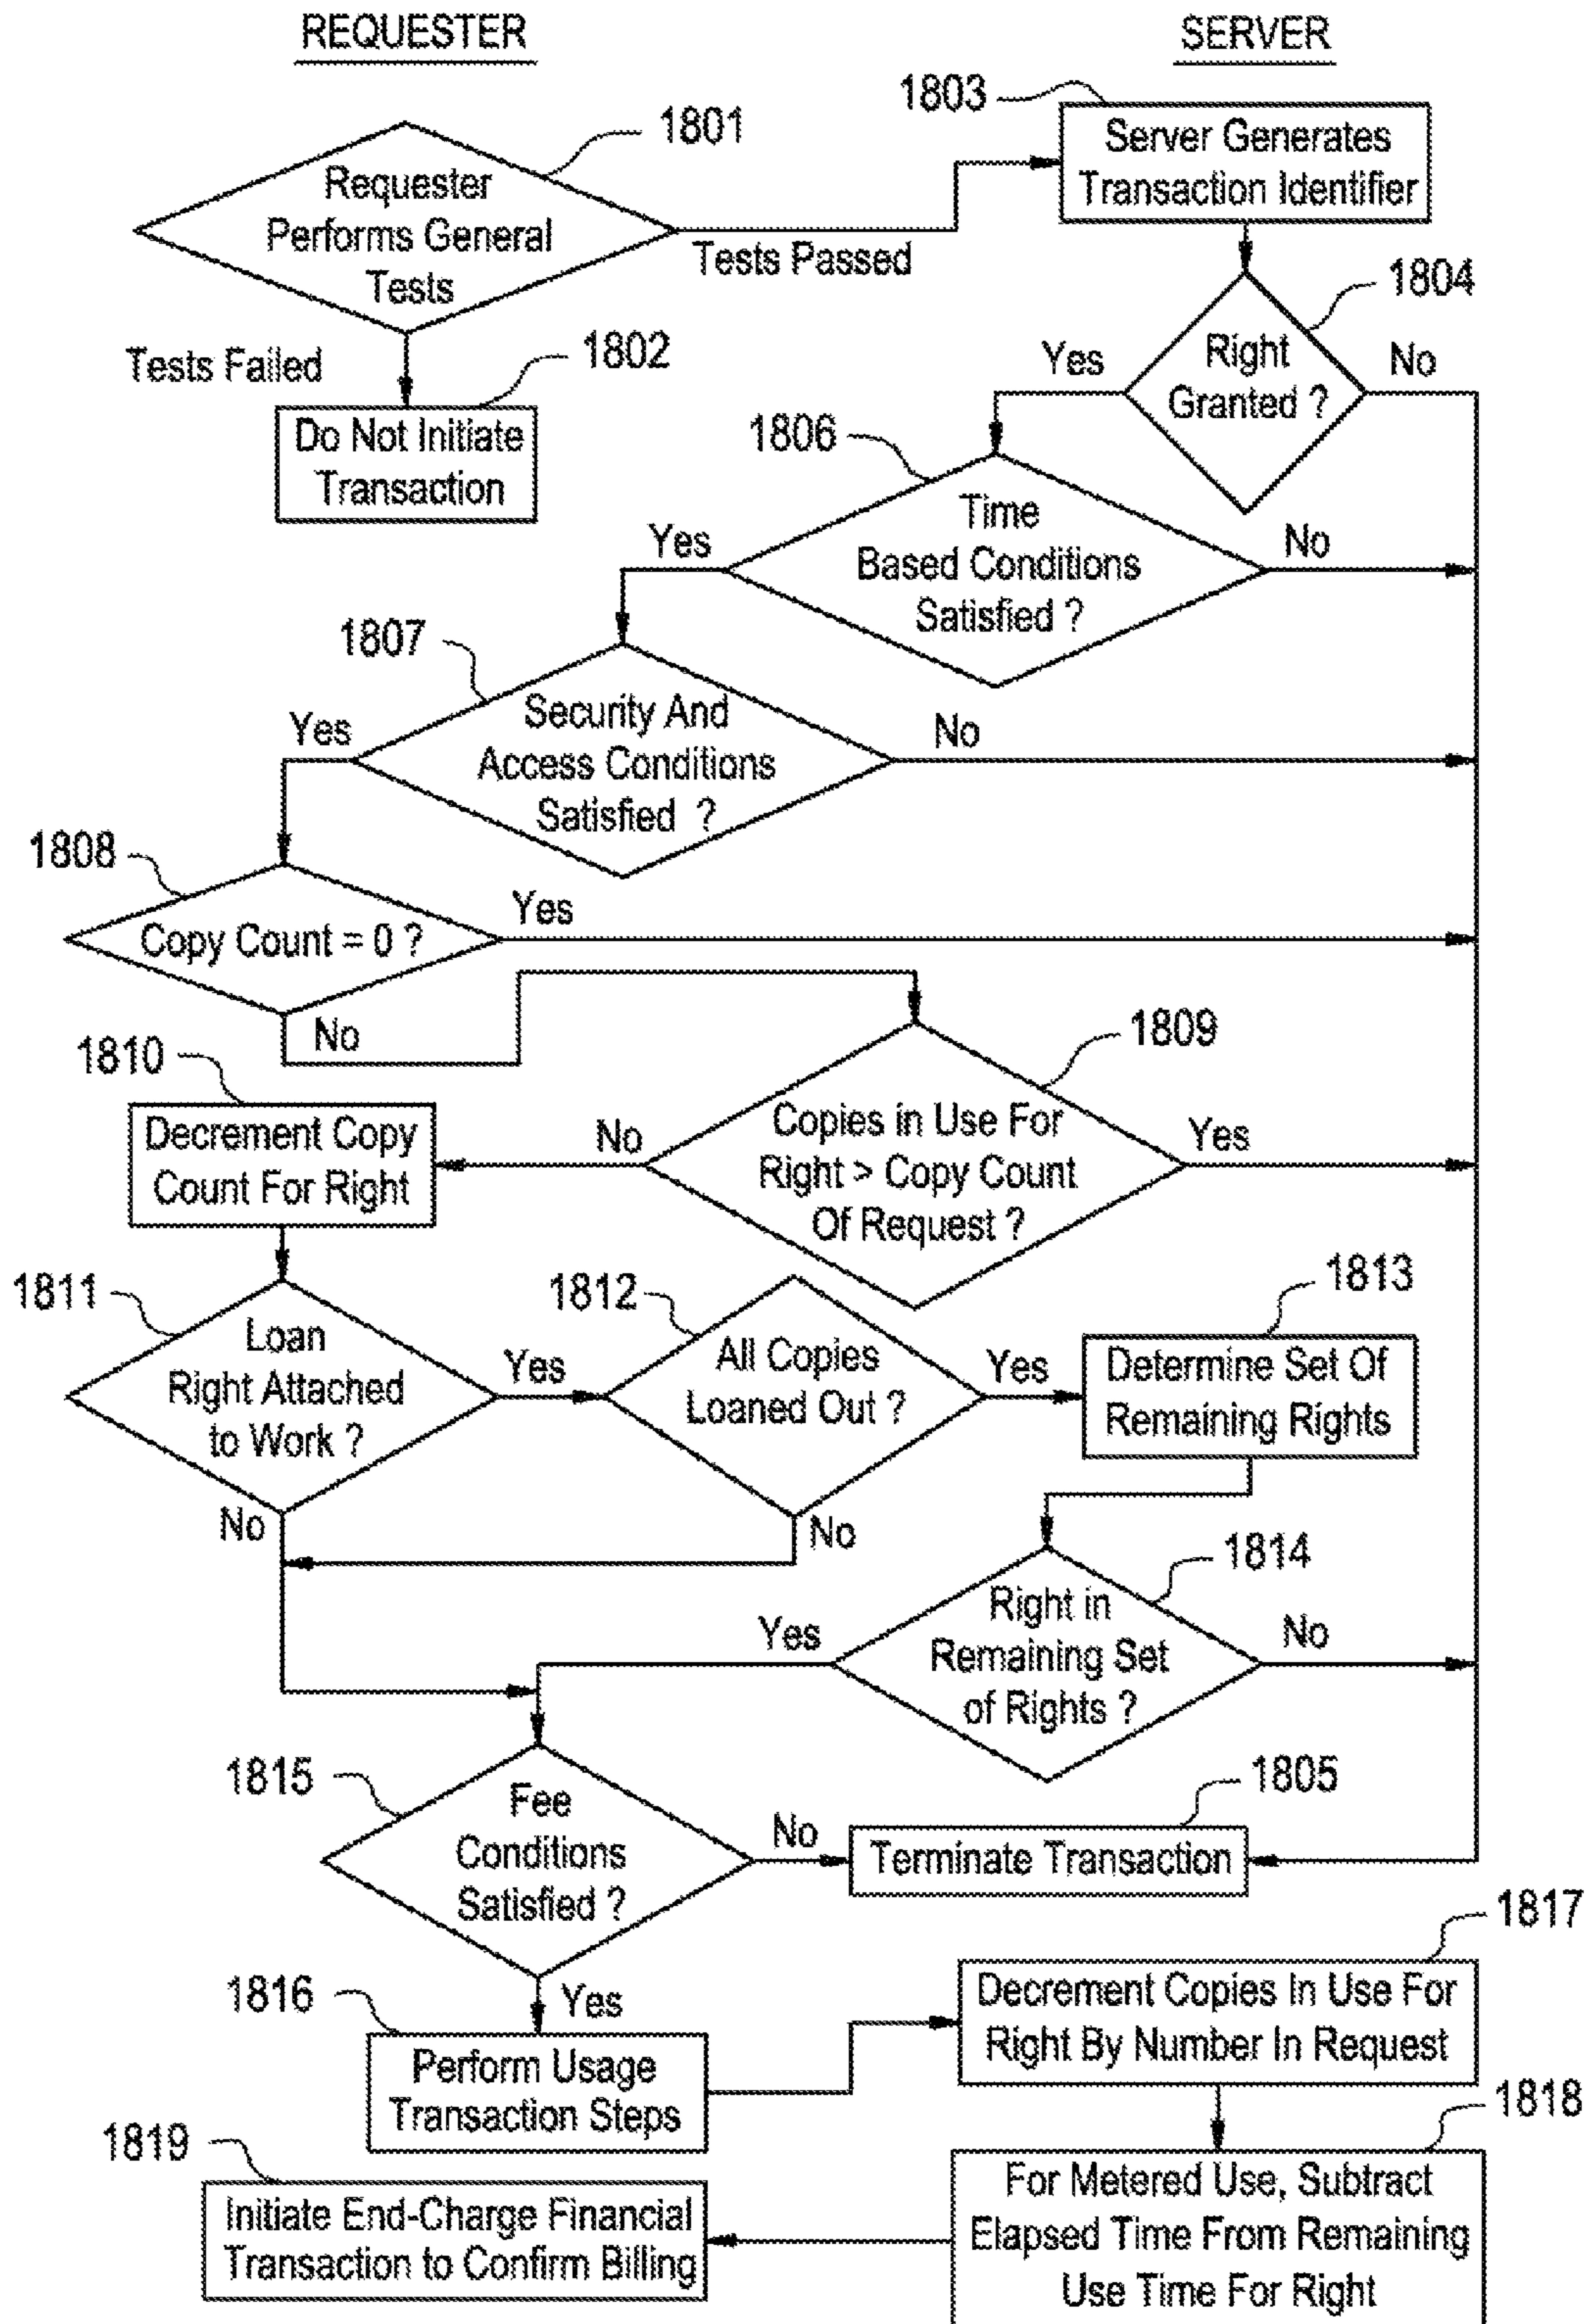 REQUESTER
SERVER
1801
Requester
Performs General
Tests
Tests Passed
Tests Failed
1802
Do Not Initiate
Transaction
1803
Server Generates
Transaction Identifier
1804
Right
Granted ?
Yes
No
1806
Time
Based Conditions
Satisfied ?
Yes
No
1807
Security And
Access Conditions
Satisfied ?
Yes
No
1808
Copy Count = 0 ?
Yes
No
1809
Copies in Use For
Right > Copy Count
Of Request ?
No
Yes
1810
Decrement Copy
Count For Right
1811
Loan
Right Attached
to Work ?
Yes
No
1812
All Copies
Loaned Out ?
Yes
No
1813
Determine Set Of
Remaining Rights
1814
Right in
Remaining Set
of Rights ?
Yes
No
1815
Fee
Conditions
Satisfied ?
No
Yes
1805
Terminate Transaction
1816
Perform Usage
Transaction Steps
1817
Decrement Copies In Use For
Right By Number In Request
1818
For Metered Use, Subtract
Elapsed Time From Remaining
Use Time For Right
1819
Initiate End-Charge Financial
Transaction to Confirm Billing